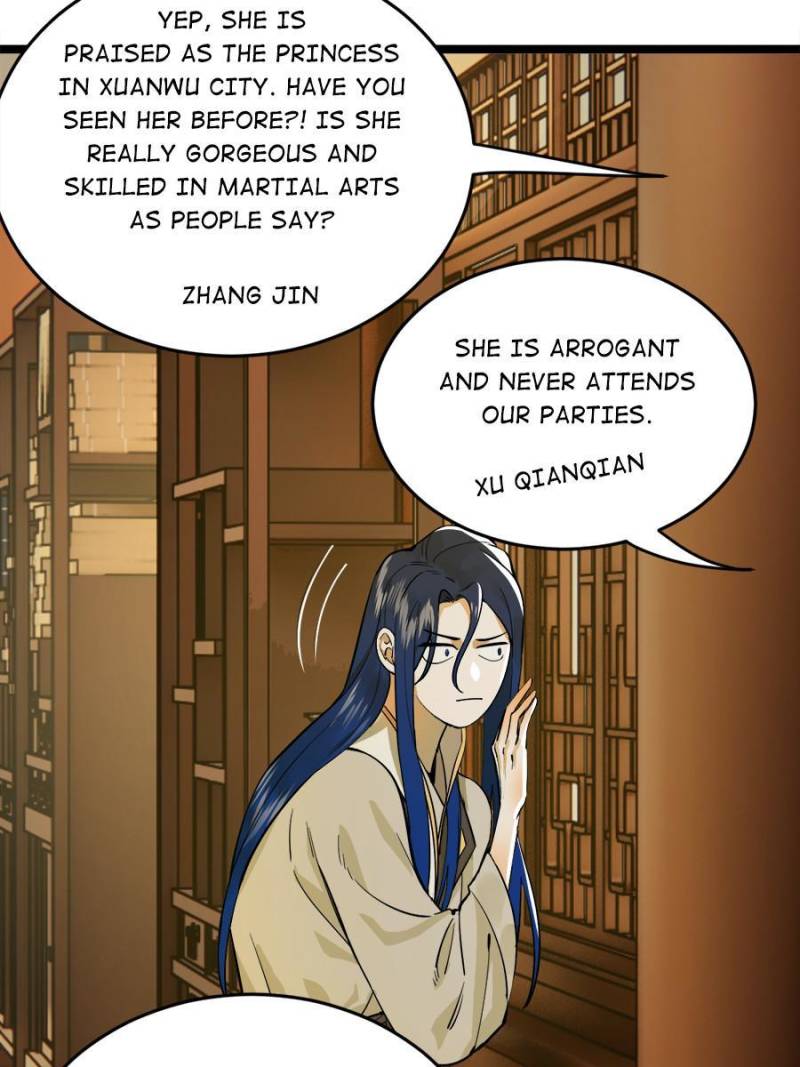 YEP, SHE IS
PRAISED AS THE PRINCESS
IN XUANWU CITY. HAVE YOU
SEEN HER BEFORE?! IS SHE
REALLY GORGEOUS AND
SKILLED IN MARTIAL ARTS
AS PEOPLE SAY?
ZHANG JIN
SHE IS ARROGANT
AND NEVER ATTENDS
OUR PARTIES.
XU QIANQIAN